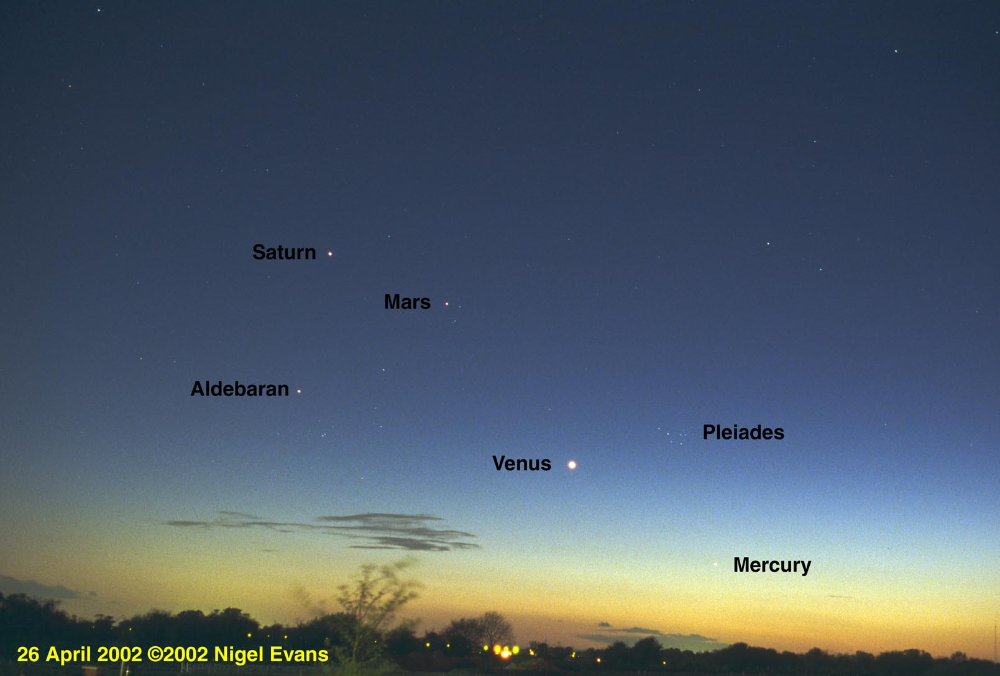 Saturn
Mars
Aldebaran
Pleiades
Venus
Mercury
26 April 2002 ©2002 Nigel Evans